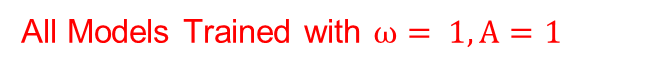 All Models Trained with ω = 1, A = 1